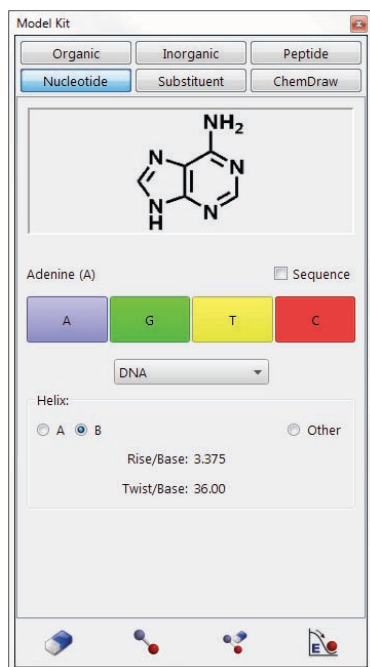 Model Kit
Organic Inorganic Peptide
Nucleotide Substituent ChemDraw
NH2
N N
N N
H
Adenine (A) Sequence
A G T C
DNA
Helix:
A B Other
Rise/Base: 3.375
Twist/Base: 36.00
E